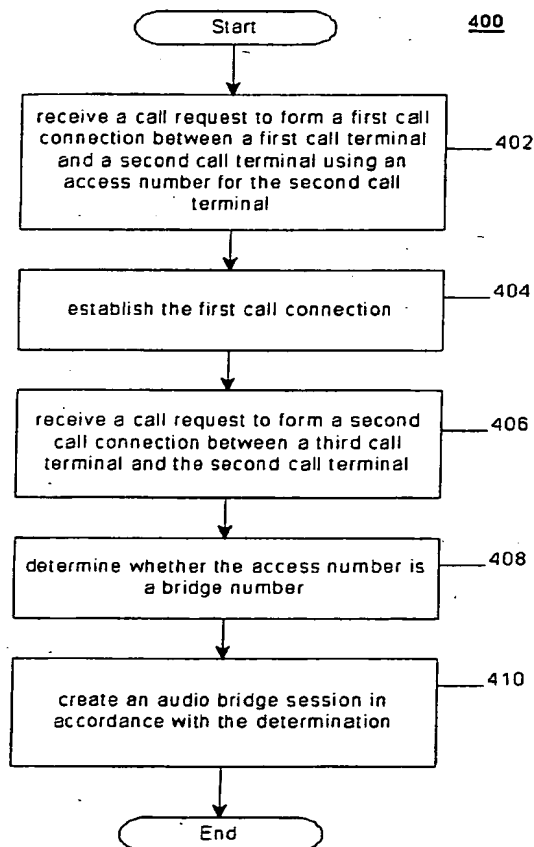 Start
400
receive a call request to form a first call
connection between a first call terminal
and a second call terminal using an
access number for the second call
terminal
402
establish the first call connection
404
receive a call request to form a second
call connection between a third call
terminal and the second call terminal
406
determine whether the access number is
a bridge number
408
create an audio bridge session in
accordance with the determination
410
End